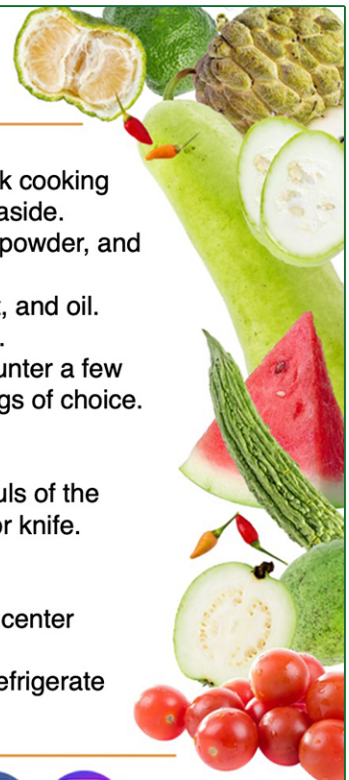 k cooking
aside.
powder, and
, and oil.
.
unter a few
gs of choice.
uls of the
or knife.
center
efrigerate